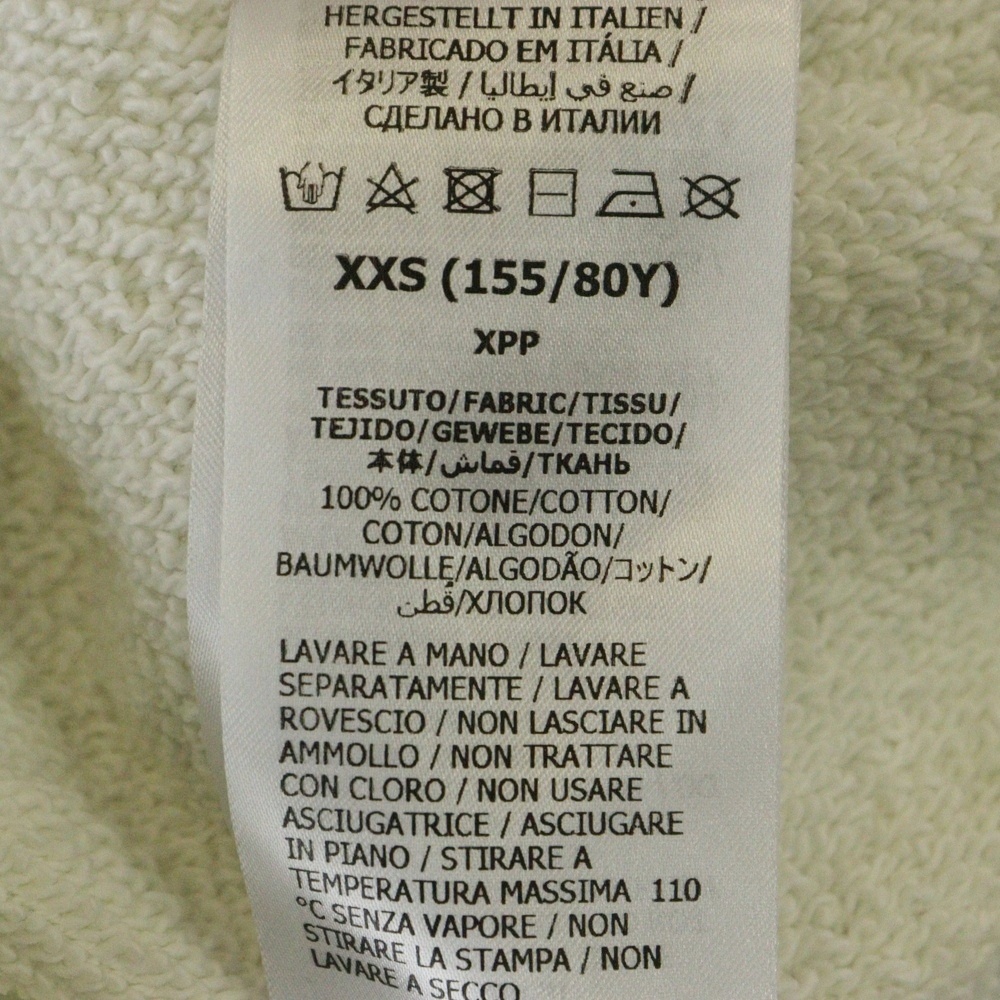 HERGESTELLT IN ITALIEN /
FABRICADO EM ITÁLIA /
イタリア製 / صنع في إيطاليا /
СДЕЛАНО В ИТАЛИИ
XXS (155/80Y)
XPP
TESSUTO/FABRIC/TISSU/
TEJIDO/GEWEBE/TECIDO/
本体/قماش/ТКАНЬ
100% COTONE/COTTON/
COTON/ALGODON/
BAUMWOLLE/ALGODÃO/コットン/
قُطن/ХЛОПОК
LAVARE A MANO / LAVARE
SEPARATAMENTE / LAVARE A
ROVESCIO / NON LASCIARE IN
AMMOLLO / NON TRATTARE
CON CLORO / NON USARE
ASCIUGATRICE / ASCIUGARE
IN PIANO / STIRARE A
TEMPERATURA MASSIMA 110
°C SENZA VAPORE / NON
STIRARE LA STAMPA / NON
LAVARE A SECCO